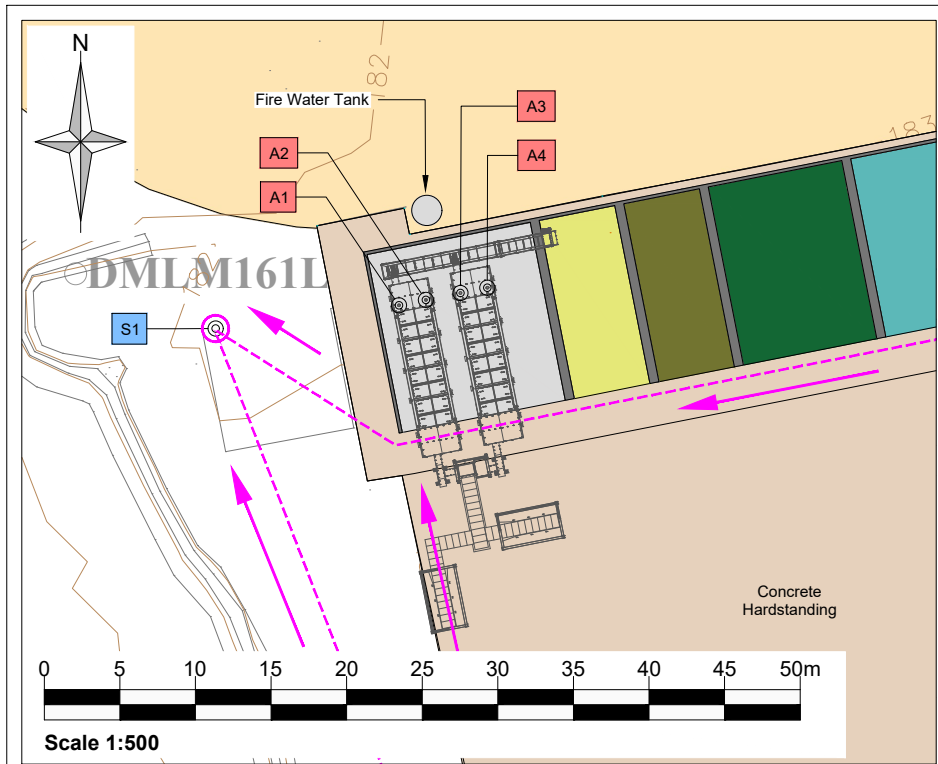 N
182
Fire Water Tank
A3
A2
A4
183
A1
DMLM161L
182
S1
Concrete
Hardstanding
0 5 10 15 20 25 30 35 40 45 50m
Scale 1:500